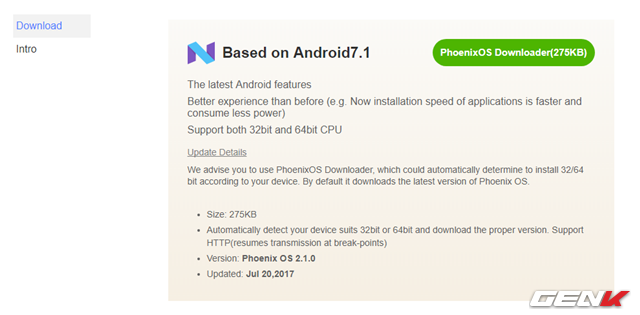 Download
Intro
Based on Android7.1
PhoenixOS Downloader(275KB)
The latest Android features
Better experience than before (e.g. Now installation speed of applications is faster and
consume less power)
Support both 32bit and 64bit CPU
Update Details
We advise you to use PhoenixOS Downloader, which could automatically determine to install 32/64
bit according to your device. By default it downloads the latest version of Phoenix OS.
• Size: 275KB
• Automatically detect your device suits 32bit or 64bit and download the proper version. Support
HTTP(resumes transmission at break-points)
• Version: Phoenix OS 2.1.0
• Updated: Jul 20,2017
GENK